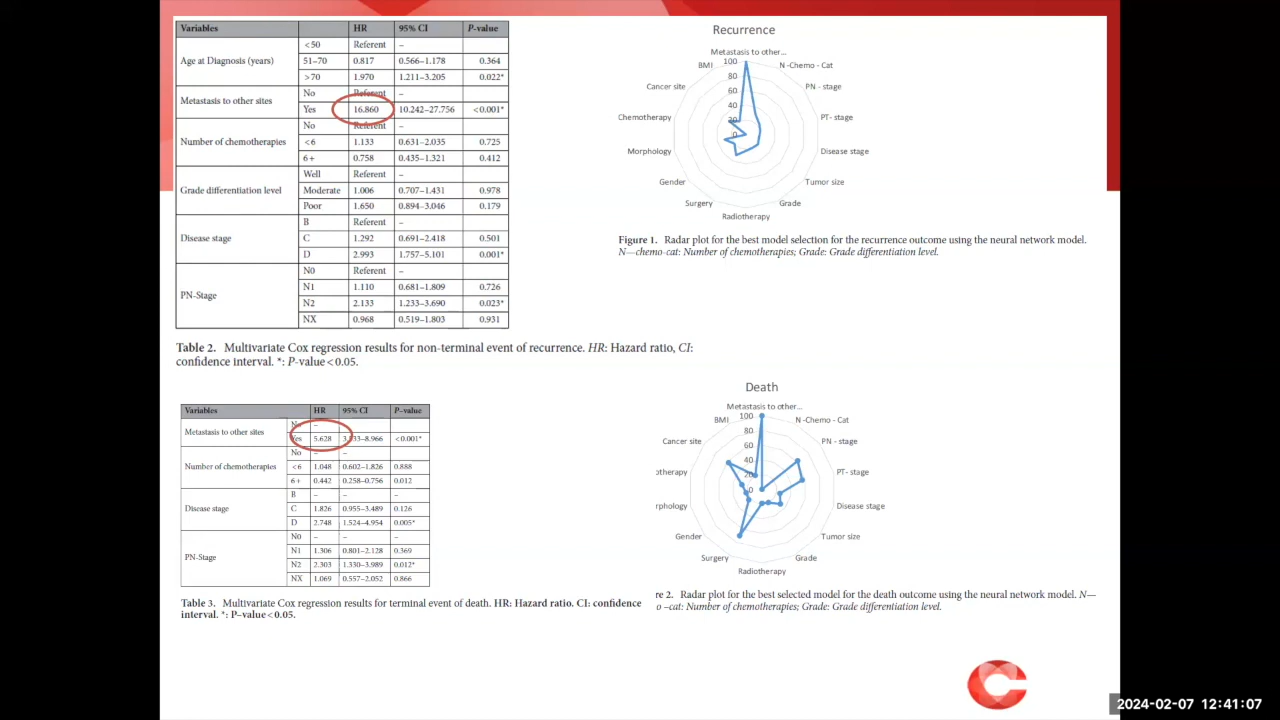 Variables HR 95% CI P-value
Age at Diagnosis (years)
<50 Referent –
51–70 0.817 0.566–1.178 0.364
>70 1.970 1.211–3.205 0.022*
Metastasis to other sites
No Referent –
Yes 16.860 10.242–27.756 <0.001*
Number of chemotherapies
No Referent –
<6 1.133 0.631–2.035 0.725
6+ 0.758 0.435–1.321 0.412
Grade differentiation level
Well Referent –
Moderate 1.006 0.707–1.431 0.978
Poor 1.650 0.894–3.046 0.179
Disease stage
B Referent –
C 1.292 0.691–2.418 0.501
D 2.993 1.757–5.101 0.001*
PN-Stage
N0 Referent –
N1 1.110 0.681–1.809 0.726
N2 2.133 1.233–3.690 0.023*
NX 0.968 0.519–1.803 0.931
Table 2. Multivariate Cox regression results for non-terminal event of recurrence. HR: Hazard ratio, CI:
confidence interval. *: P-value<0.05.
Recurrence
Metastasis to other...
N -Chemo - Cat
PN - stage
PT- stage
Disease stage
Tumor size
Grade
Radiotherapy
Surgery
Gender
Morphology
Chemotherapy
Cancer site
BMI
100
80
60
40
20
0
Figure 1. Radar plot for the best model selection for the recurrence outcome using the neural network model.
N—chemo-cat: Number of chemotherapies; Grade: Grade differentiation level.
Variables HR 95% CI P-value
Metastasis to other sites
No –
Yes 5.628 <0.001*
Number of chemotherapies
No – –
<6 1.048 0.602–1.826 0.888
6+ 0.442 0.258–0.756 0.012
Disease stage
B – – –
C 1.826 0.955–3.489 0.126
D 2.748 1.524–4.954 0.005*
PN-Stage
N0 – – –
N1 1.306 0.801–2.128 0.369
N2 2.303 1.330–3.989 0.012*
NX 1.069 0.557–2.052 0.866
Table 3. Multivariate Cox regression results for terminal event of death. HR: Hazard ratio. CI: confidence
interval. *: P–value<0.05.
Death
Metastasis to other...
N -Chemo - Cat
PN - stage
PT- stage
Disease stage
Tumor size
Grade
Radiotherapy
Surgery
Gender
rphology
otherapy
Cancer site
BMI
100
80
60
40
20
0
re 2. Radar plot for the best selected model for the death outcome using the neural network model. N—
o –cat: Number of chemotherapies; Grade: Grade differentiation level.
2024-02-07 12:41:07